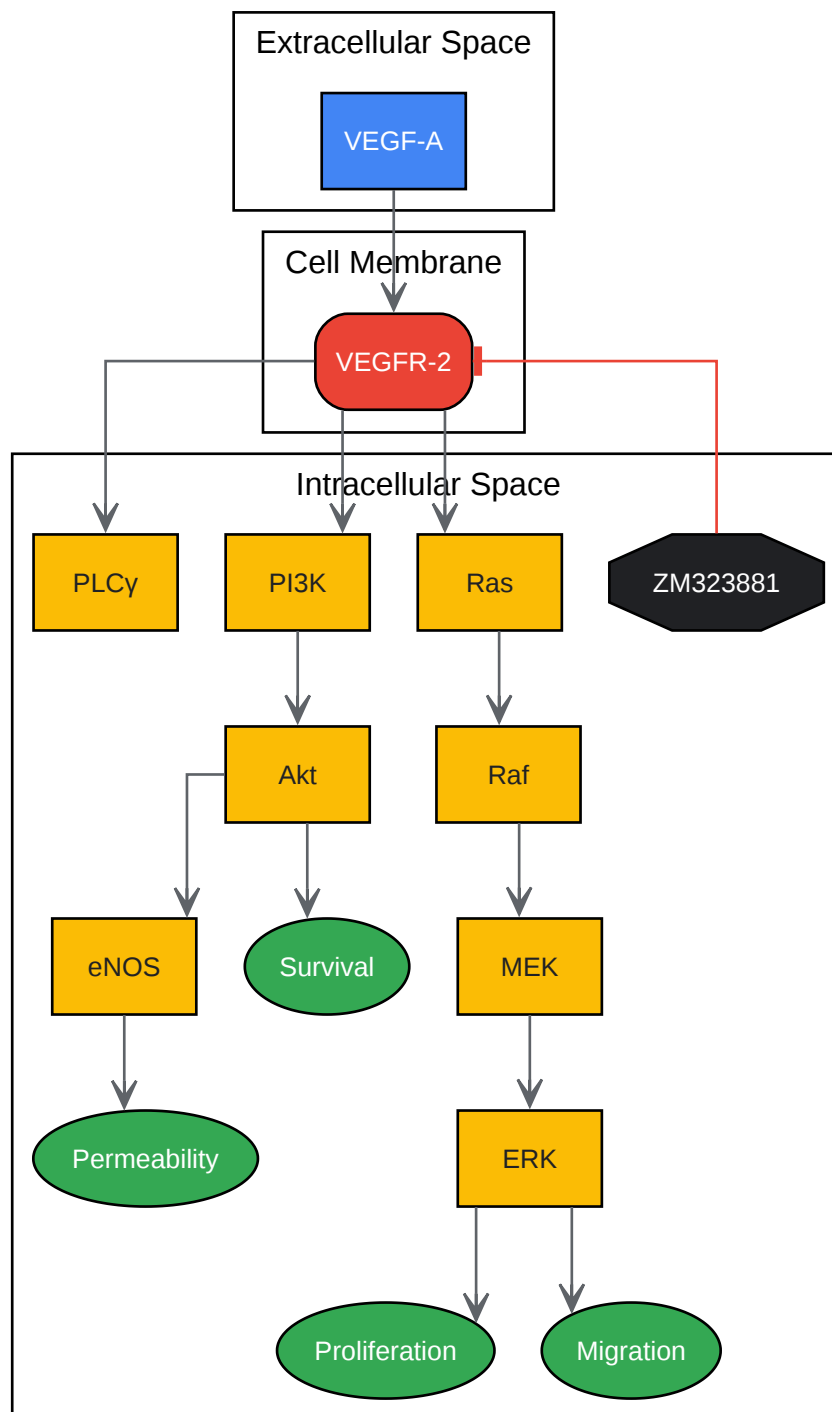 Extracellular Space
VEGF-A
Cell Membrane
VEGFR-2
Intracellular Space
PLCγ
PI3K
Ras
ZM323881
Akt
Raf
eNOS
Survival
MEK
Permeability
ERK
Proliferation
Migration